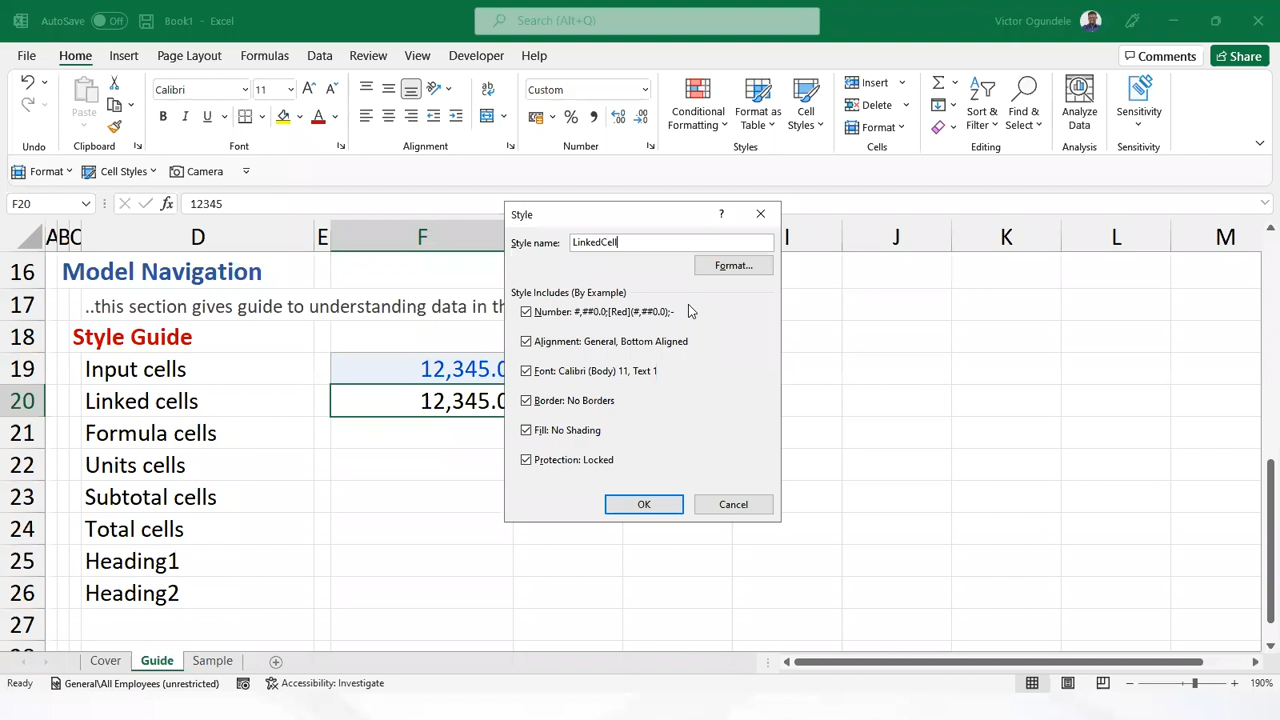 AutoSave Off Book1 - Excel Search (Alt+Q) Victor Ogundele
File Home Insert Page Layout Formulas Data Review View Developer Help Comments Share
Calibri 11 Custom Insert
Paste Conditional Formatting Format as Table Cell Styles Delete Sort & Filter Find & Select Analyze Data Sensitivity
Format
Undo Clipboard Font Alignment Number Styles Cells Editing Analysis Sensitivity
Format Cell Styles Camera
F20 fx 12345
A B C D E F I J K L M
16 Model Navigation
17 ..this section gives guide to understanding data in th
18 Style Guide
19 Input cells 12,345.0
20 Linked cells 12,345.0
21 Formula cells
22 Units cells
23 Subtotal cells
24 Total cells
25 Heading1
26 Heading2
27
Style ?
Style name: LinkedCell
Format...
Style Includes (By Example)
Number: #,##0.0;[Red](#,##0.0);-
Alignment: General, Bottom Aligned
Font: Calibri (Body) 11, Text 1
Border: No Borders
Fill: No Shading
Protection: Locked
OK Cancel
Cover Guide Sample
Ready General\All Employees (unrestricted) Accessibility: Investigate 190%